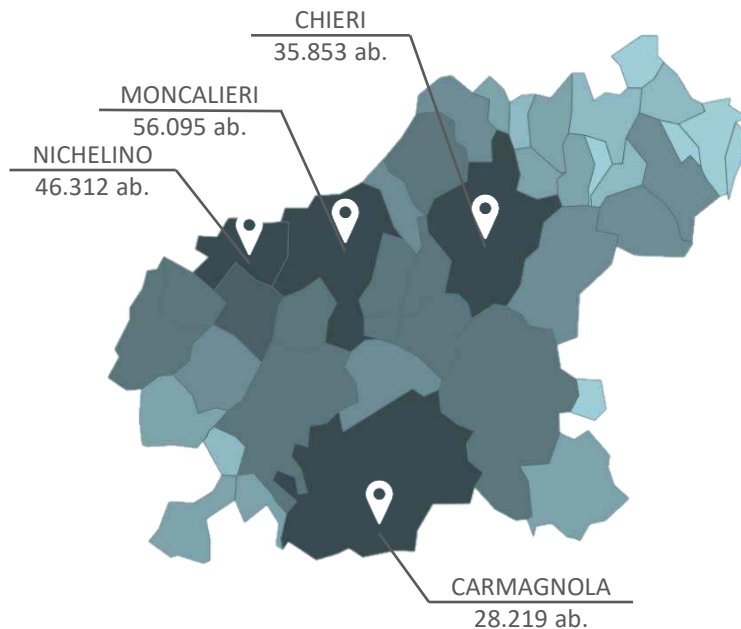 CHIERI
35.853 ab.
MONCALIERI
56.095 ab.
NICHELINO
46.312 ab.
CARMAGNOLA
28.219 ab.